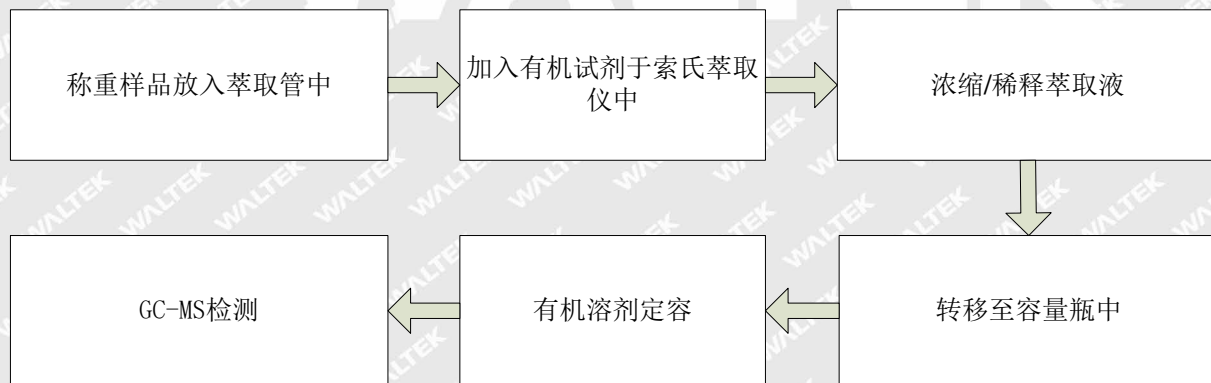 称重样品放入萃取管中
加入有机试剂于索氏萃取
仪中
浓缩/稀释萃取液
转移至容量瓶中
有机溶剂定容
GC-MS检测
WALTEK